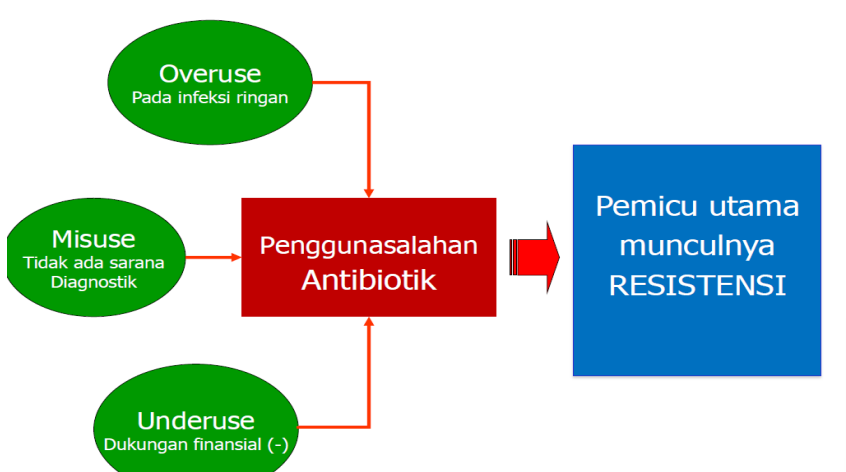 Overuse
Pada infeksi ringan
Misuse
Tidak ada sarana
Diagnostik
Penggunasalahan
Antibiotik
Pemicu utama
munculnya
RESISTENSI
Underuse
Dukungan finansial (-)